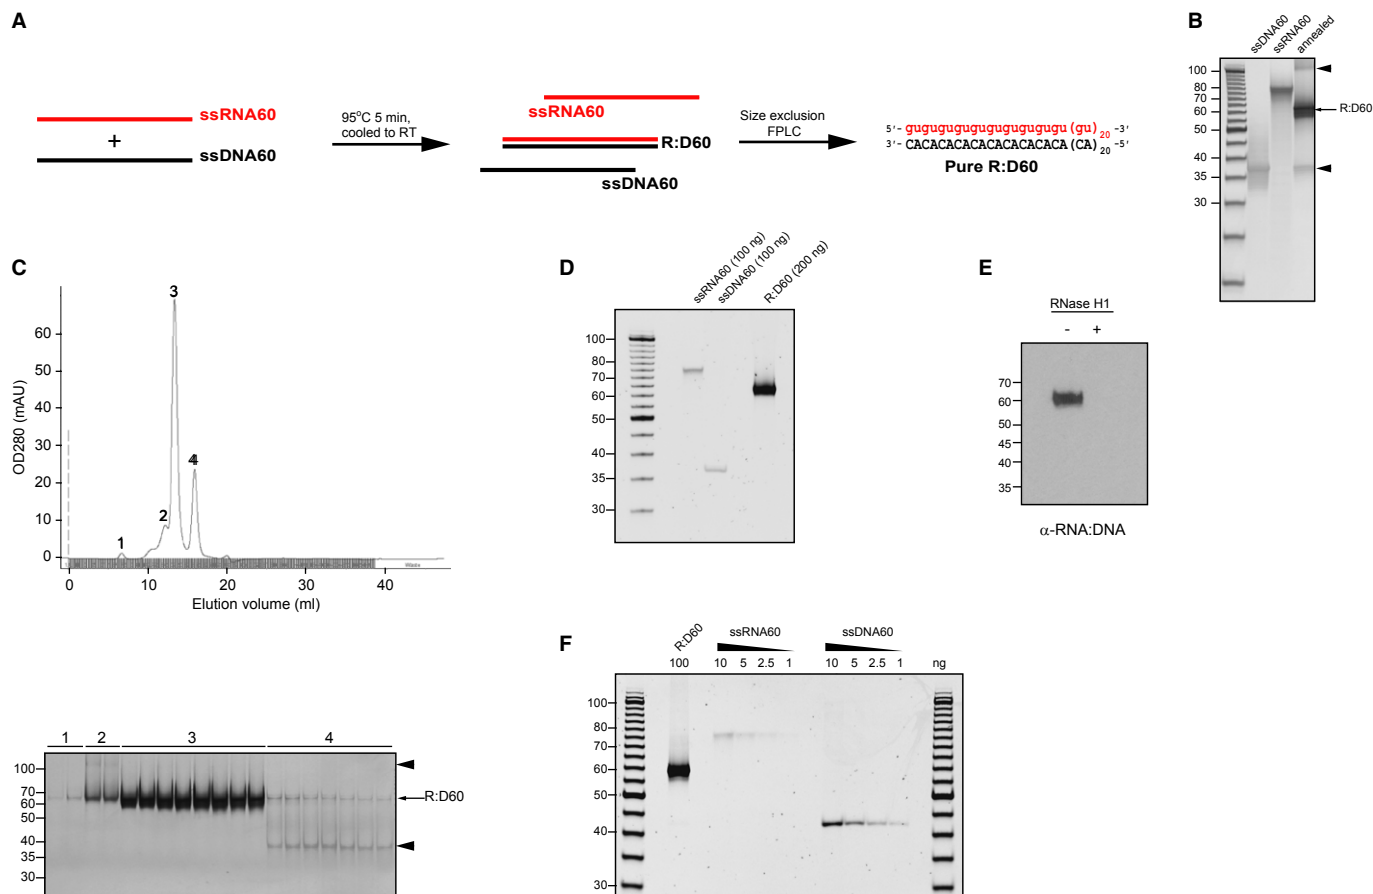 A
ssRNA60
+
ssDNA60
95°C 5 min,
cooled to RT
ssRNA60
R:D60
ssDNA60
Size exclusion
FPLC
5'- gugugugugugugugugugu (gu)20 -3'
3'- CACACACACACACACACACA (CA)20 -5'
Pure R:D60
B
ssDNA60
ssRNA60
annealed
100
80
70
60
50
40
35
30
R:D60
C
OD280 (mAU)
60
50
40
30
20
10
0
1
2
3
4
0 10 20 30 40
Elution volume (ml)
1 2 3 4
100
70
60
50
40
35
30
R:D60
D
ssRNA60 (100 ng)
ssDNA60 (100 ng)
R:D60 (200 ng)
100
80
70
60
50
40
35
30
E
RNase H1
- +
70
60
50
45
40
35
α-RNA:DNA
F
R:D60 ssRNA60 ssDNA60
100 10 5 2.5 1 10 5 2.5 1 ng
100
80
70
60
50
40
30